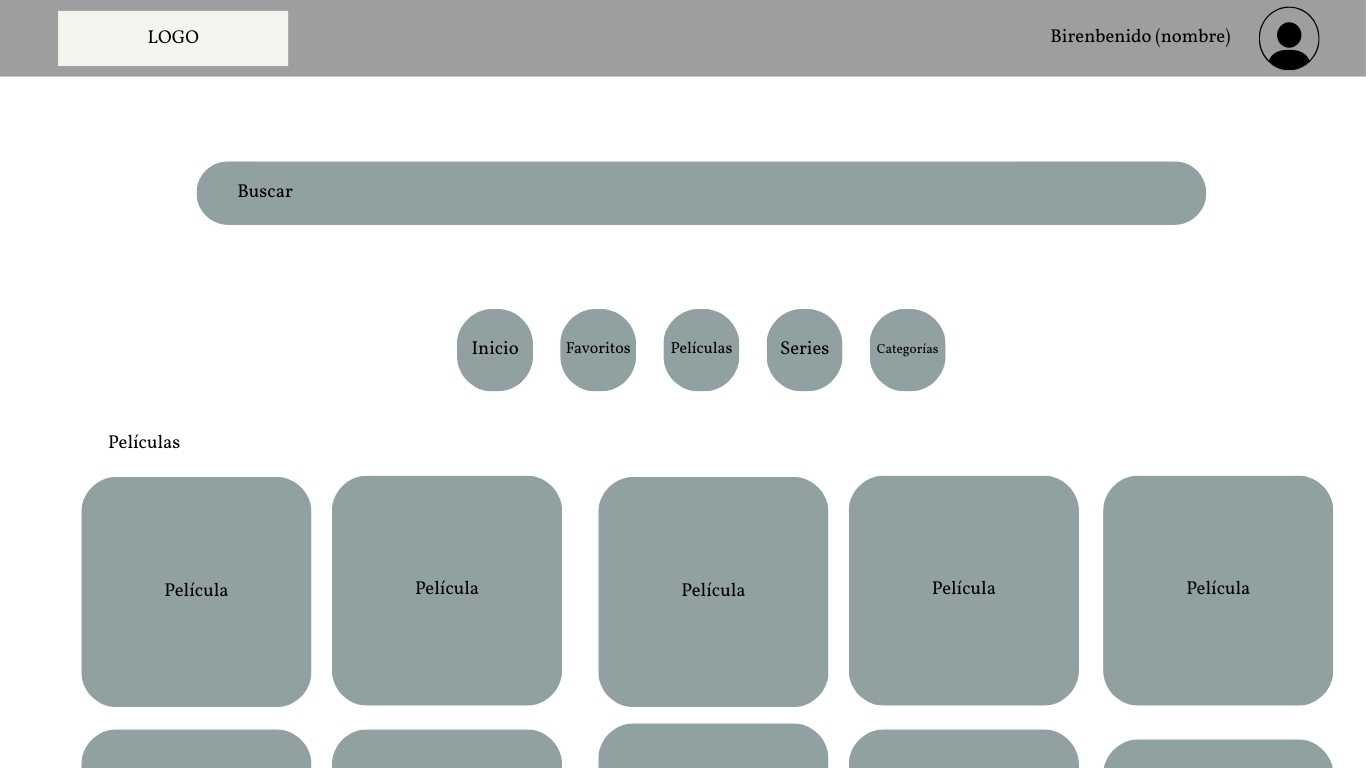 LOGO
Birenbenido (nombre)
Buscar
Inicio
Favoritos
Películas
Series
Categorías
Películas
Película
Película
Película
Película
Película